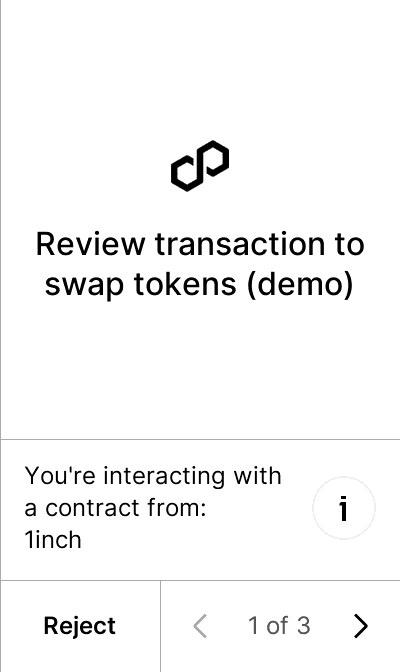 Review transaction to
swap tokens (demo)
You're interacting with
a contract from:
1inch
Reject
1 of 3